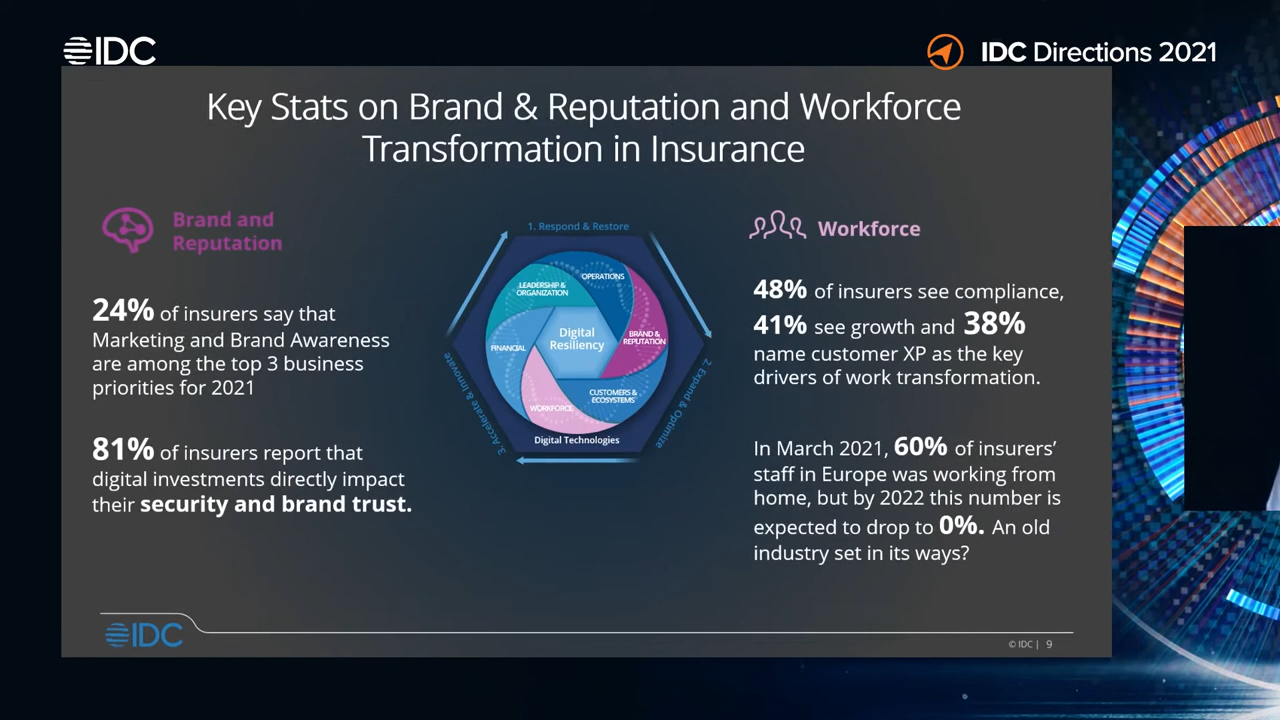 IDC
IDC Directions 2021
Key Stats on Brand & Reputation and Workforce
Transformation in Insurance
Brand and
Reputation
24% of insurers say that
Marketing and Brand Awareness
are among the top 3 business
priorities for 2021
81% of insurers report that
digital investments directly impact
their security and brand trust.
1. Respond & Restore
2. Expand & Optimize
3. Accelerate & Innovate
LEADERSHIP &
ORGANIZATION
OPERATIONS
BRAND &
REPUTATION
CUSTOMERS &
ECOSYSTEMS
WORKFORCE
FINANCIAL
Digital
Resiliency
Digital Technologies
Workforce
48% of insurers see compliance,
41% see growth and 38%
name customer XP as the key
drivers of work transformation.
In March 2021, 60% of insurers’
staff in Europe was working from
home, but by 2022 this number is
expected to drop to 0%. An old
industry set in its ways?
IDC
© IDC | 9